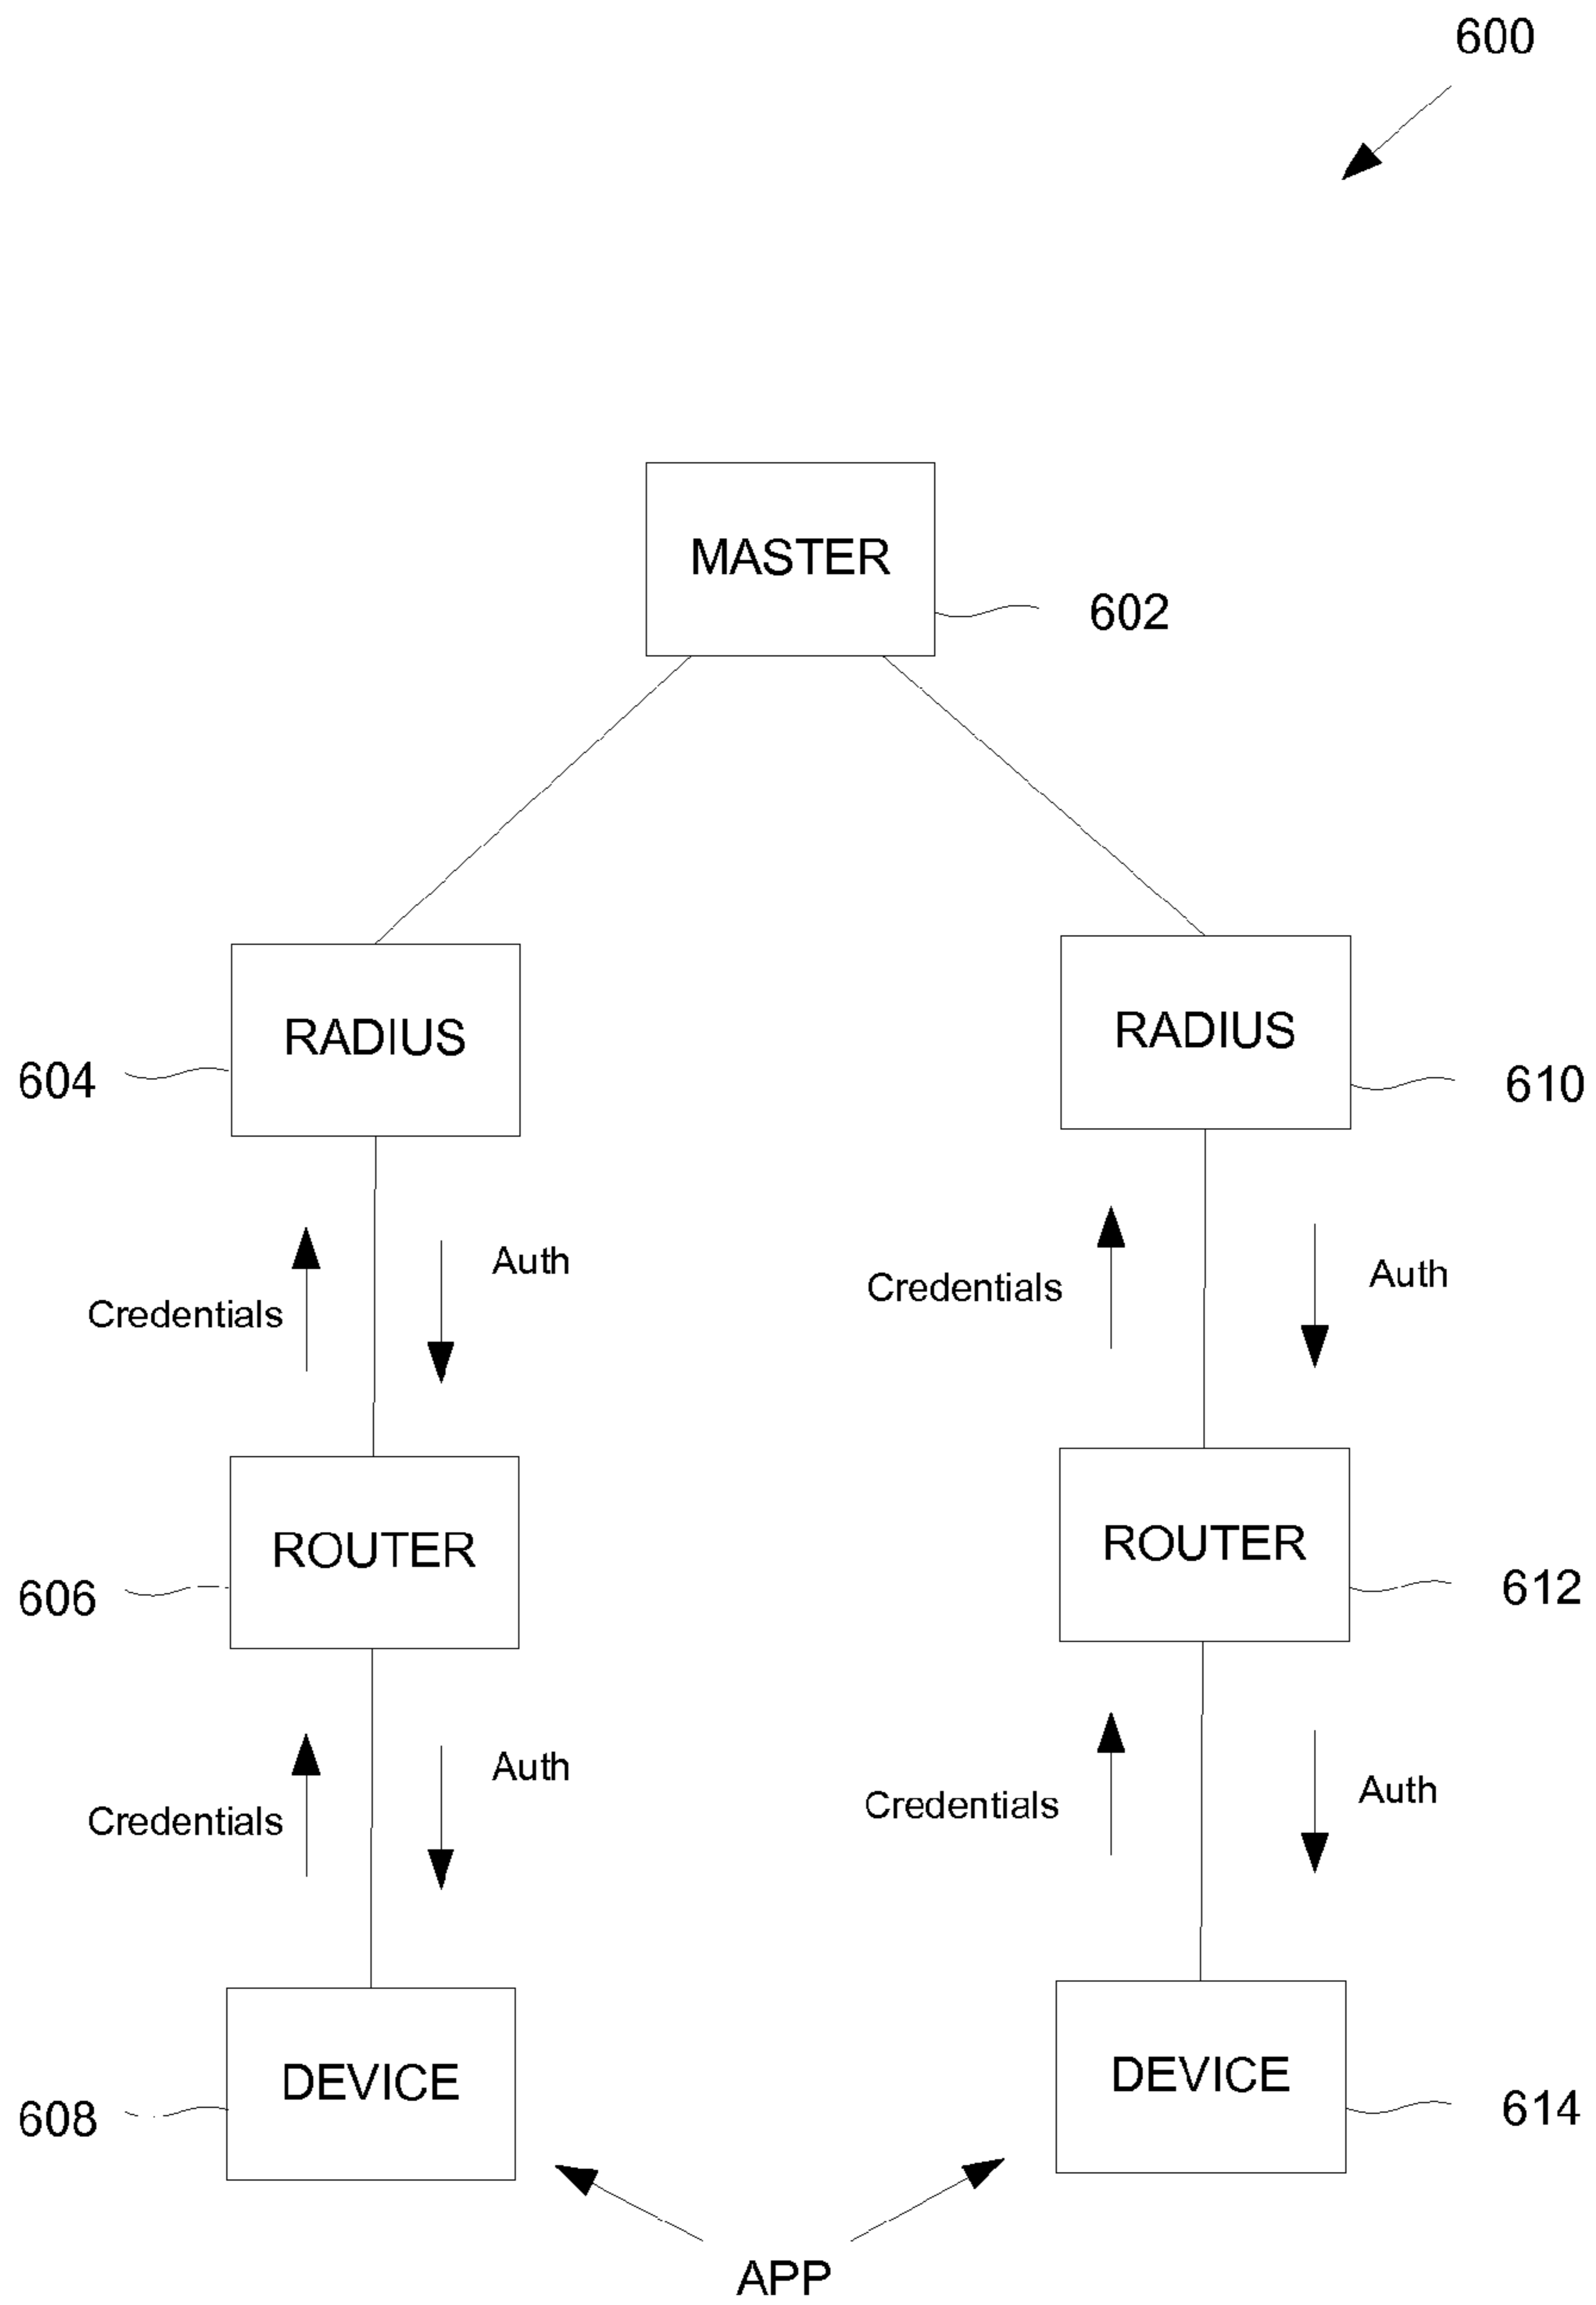 600
MASTER
602
RADIUS
RADIUS
604
610
Auth
Credentials
Credentials
Auth
ROUTER
ROUTER
606
612
Auth
Credentials
Credentials
Auth
DEVICE
DEVICE
608
614
APP